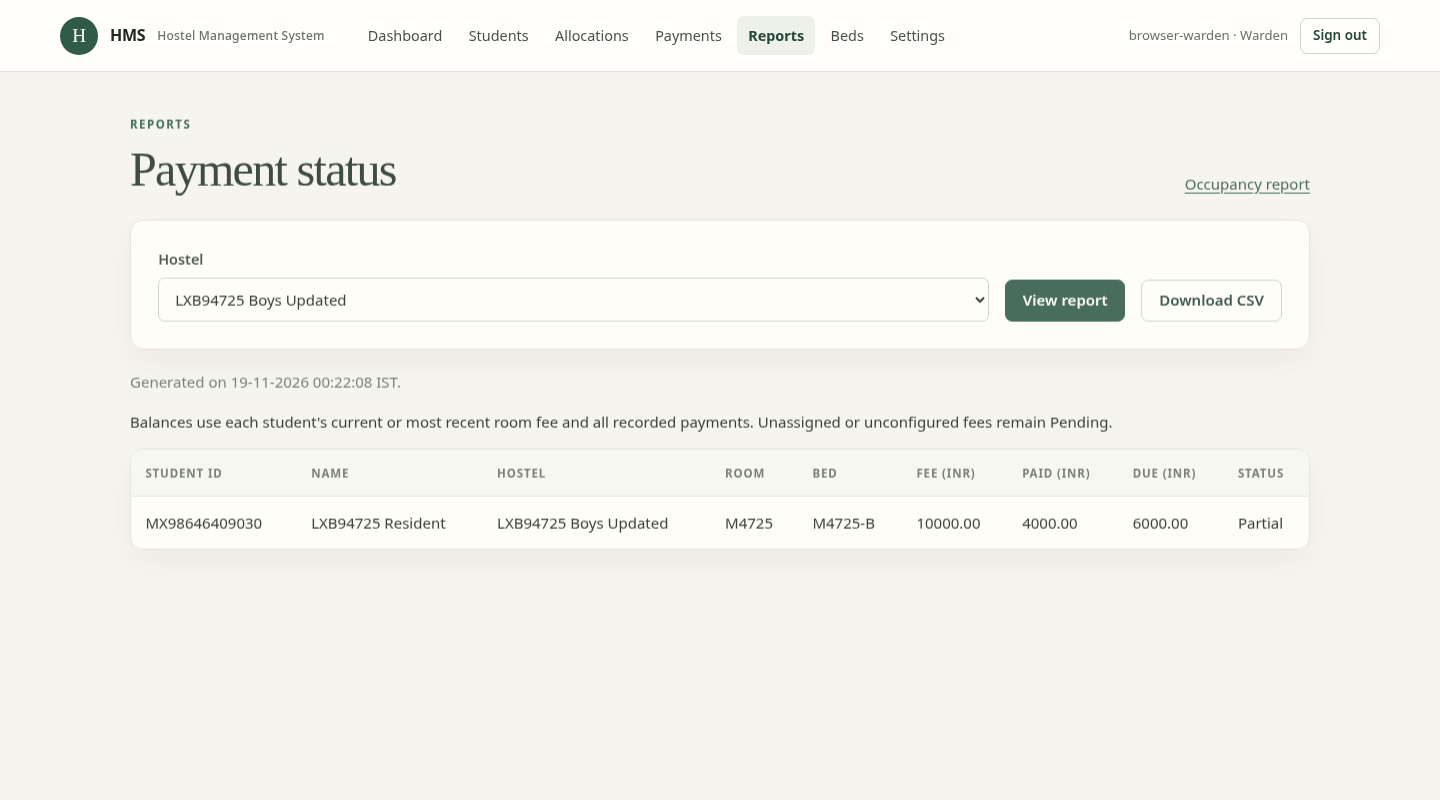 H HMS Hostel Management System Dashboard Students Allocations Payments Reports Beds Settings browser-warden · Warden Sign out
REPORTS
Payment status
Occupancy report
Hostel
LXB94725 Boys Updated View report Download CSV
Generated on 19-11-2026 00:22:08 IST.
Balances use each student's current or most recent room fee and all recorded payments. Unassigned or unconfigured fees remain Pending.
STUDENT ID NAME HOSTEL ROOM BED FEE (INR) PAID (INR) DUE (INR) STATUS
MX98646409030 LXB94725 Resident LXB94725 Boys Updated M4725 M4725-B 10000.00 4000.00 6000.00 Partial